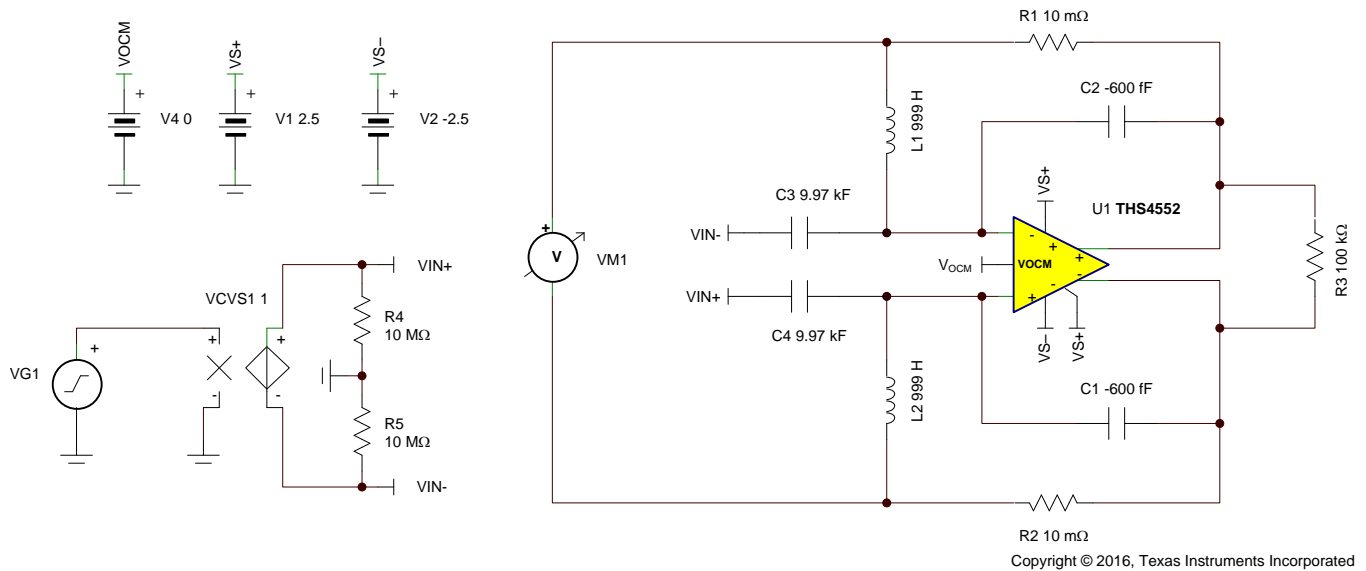 VOCM
+
V4 0
VS+
+
V1 2.5
VS–
+
V2 -2.5
VG1
+
VCVS1 1
+
-
+
-
VIN+
R4
10 MΩ
R5
10 MΩ
VIN-
+
V
VM1
R1 10 mΩ
C2 -600 fF
L1 999 H
C3 9.97 kF
VIN-
VS+
U1 THS4552
-
+
+
VOCM
VOCM
-
-
+
VIN+
C4 9.97 kF
VS–
VS+
R3 100 kΩ
L2 999 H
C1 -600 fF
R2 10 mΩ
Copyright © 2016, Texas Instruments Incorporated